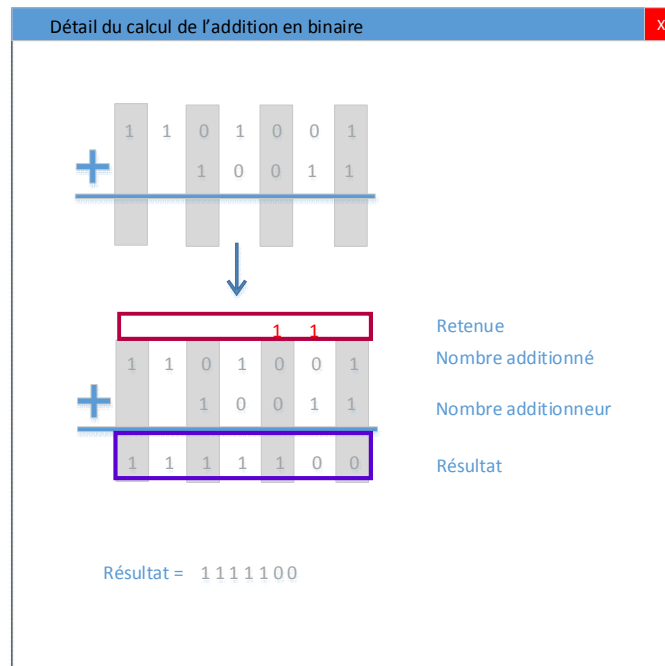 Détail du calcul de l’addition en binaire X
1 1 0 1 0 0 1
+ 1 0 0 1 1
1 1 Retenue
1 1 0 1 0 0 1 Nombre additionné
+ 1 0 0 1 1 Nombre additionneur
1 1 1 1 1 0 0 Résultat
Résultat = 1 1 1 1 1 0 0